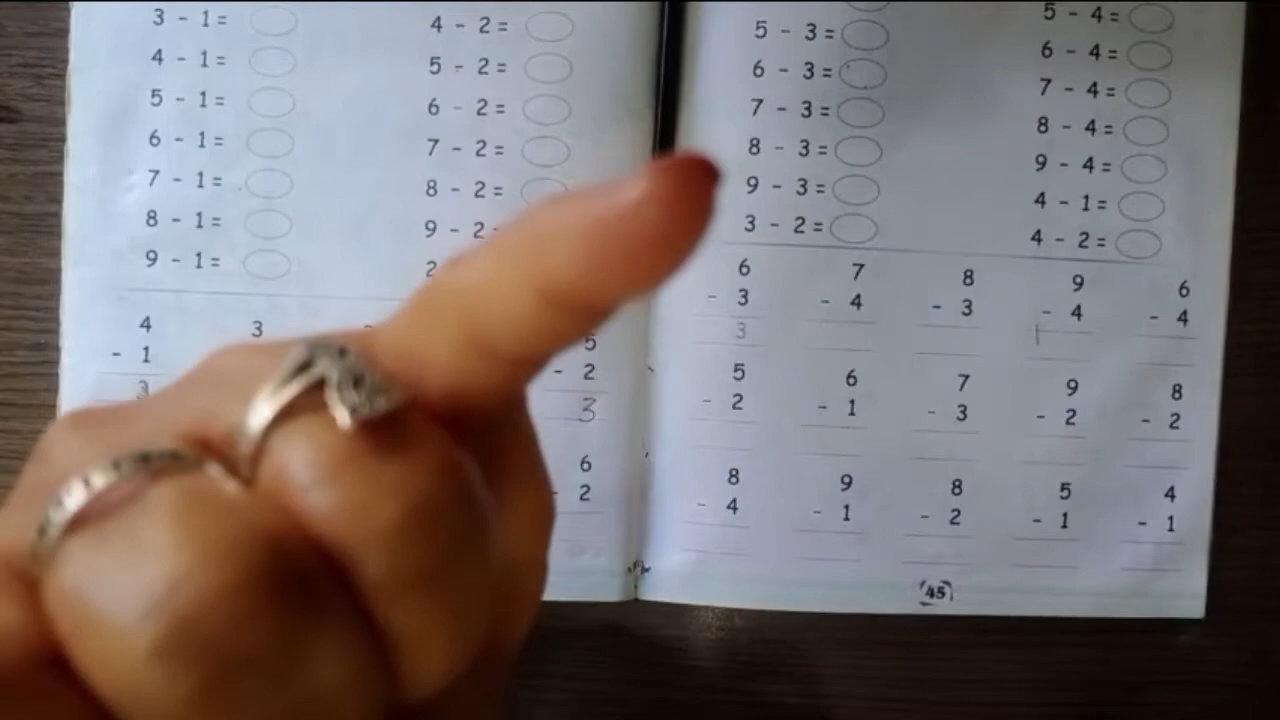 3 - 1=
4 - 1=
5 - 1=
6 - 1=
7 - 1=
8 - 1=
9 - 1=
4 - 2=
5 - 2=
6 - 2=
7 - 2=
8 - 2=
9 - 2
2
4
- 1
3
3
5
- 2
3
6
- 2
5 - 3=
6 - 3=
7 - 3=
8 - 3=
9 - 3=
3 - 2=
5 - 4=
6 - 4=
7 - 4=
8 - 4=
9 - 4=
4 - 1=
4 - 2=
6 7 8 9 6
- 3 - 4 - 3 - 4 - 4
3
5 6 7 9 8
- 2 - 1 - 3 - 2 - 2
8 9 8 5 4
- 4 - 1 - 2 - 1 - 1
45